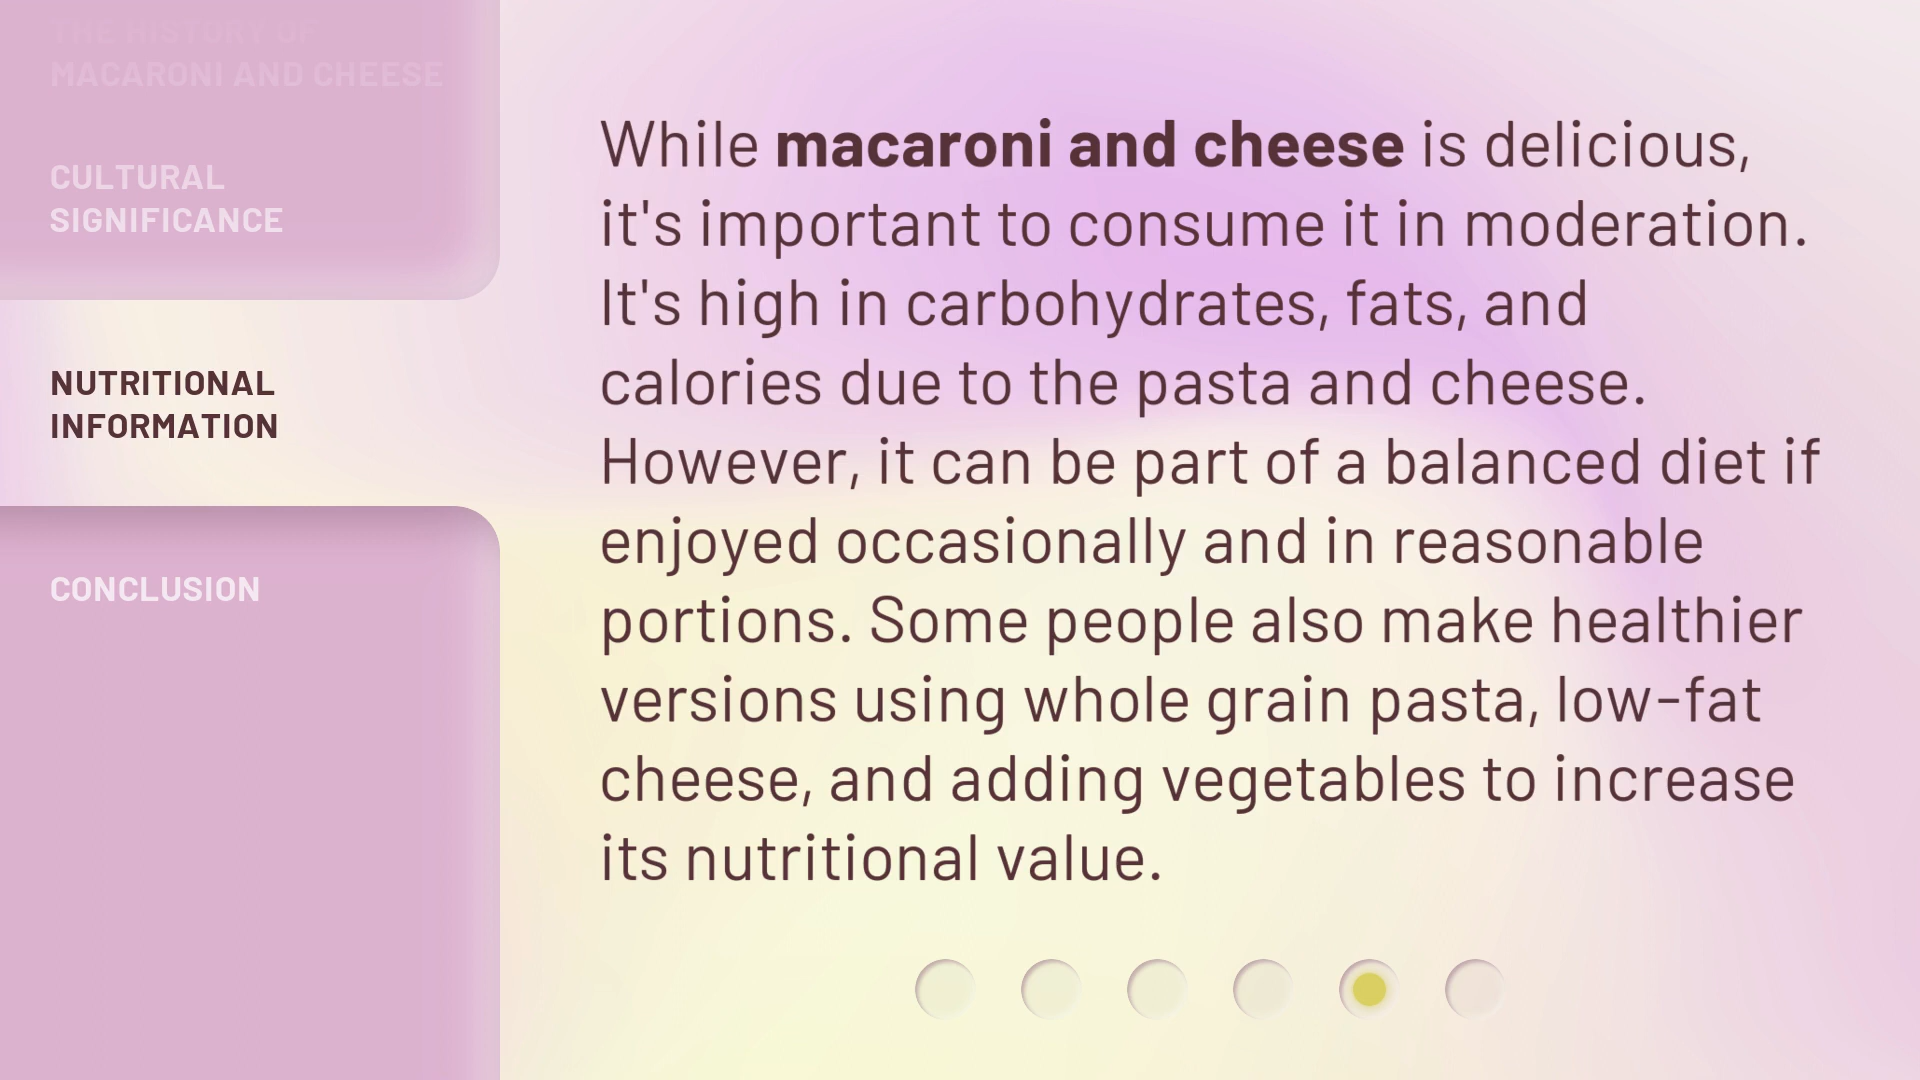 THE HISTORY OF
MACARONI AND CHEESE
CULTURAL
SIGNIFICANCE
NUTRITIONAL
INFORMATION
CONCLUSION
While macaroni and cheese is delicious,
it's important to consume it in moderation.
It's high in carbohydrates, fats, and
calories due to the pasta and cheese.
However, it can be part of a balanced diet if
enjoyed occasionally and in reasonable
portions. Some people also make healthier
versions using whole grain pasta, low-fat
cheese, and adding vegetables to increase
its nutritional value.